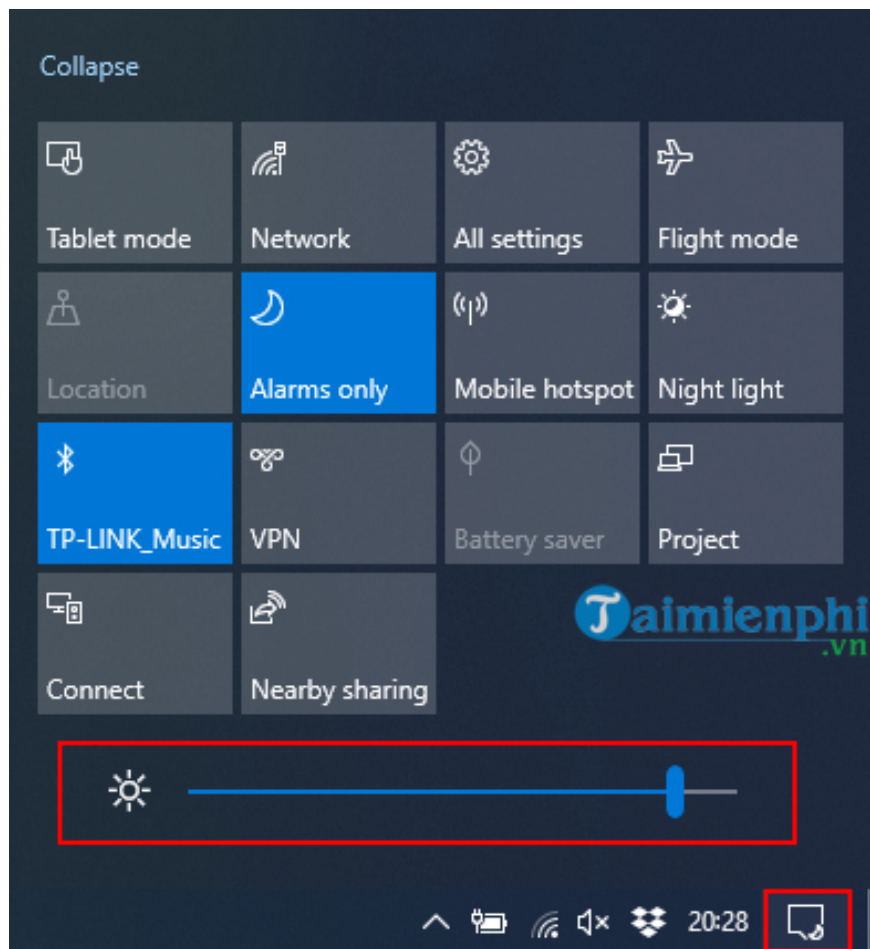 Collapse
Tablet mode
Network
All settings
Flight mode
Location
Alarms only
Mobile hotspot
Night light
TP-LINK_Music
VPN
Battery saver
Project
Connect
Nearby sharing
Taimienphi
.vn
20:28